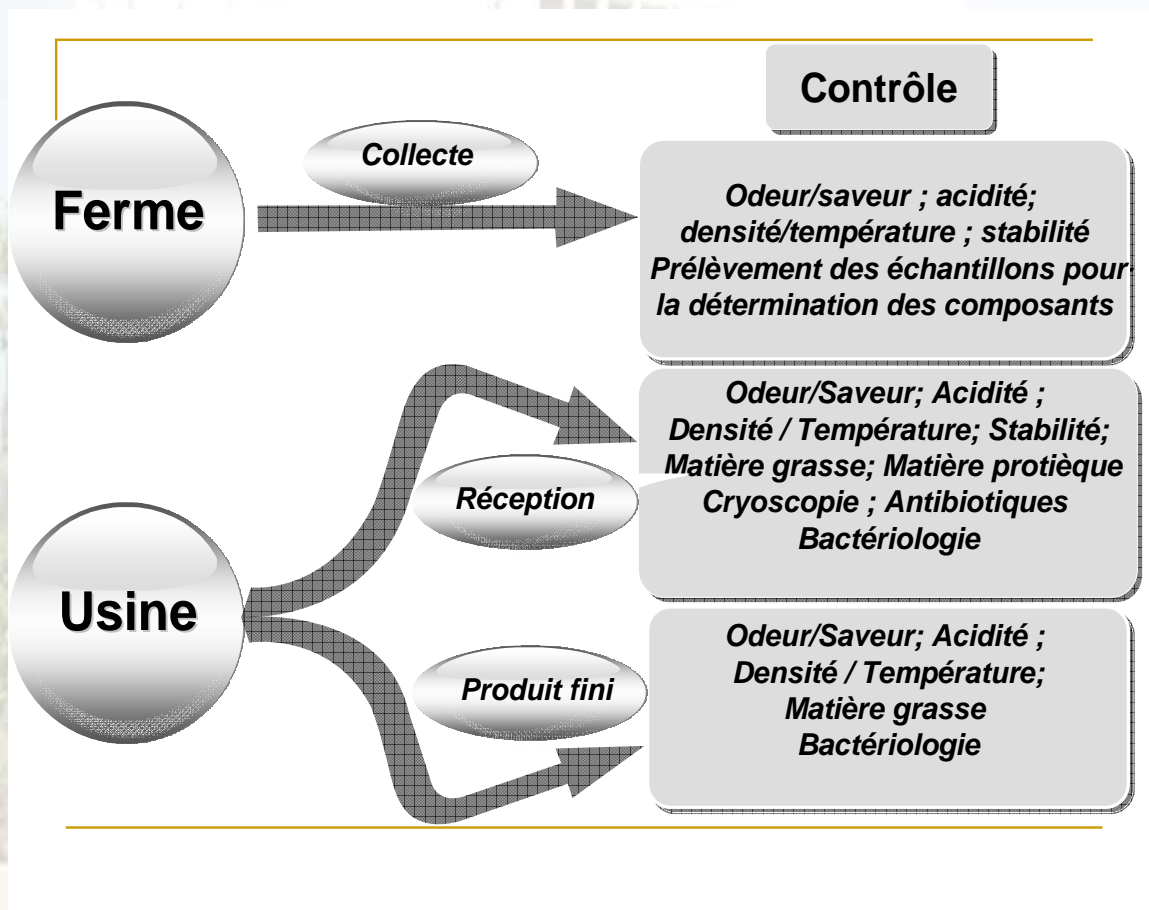 Contrôle
Ferme
Collecte
Odeur/saveur ; acidité;
densité/température ; stabilité
Prélèvement des échantillons pour
la détermination des composants
Usine
Réception
Odeur/Saveur; Acidité ;
Densité / Température; Stabilité;
Matière grasse; Matière protièque
Cryoscopie ; Antibiotiques
Bactériologie
Produit fini
Odeur/Saveur; Acidité ;
Densité / Température;
Matière grasse
Bactériologie